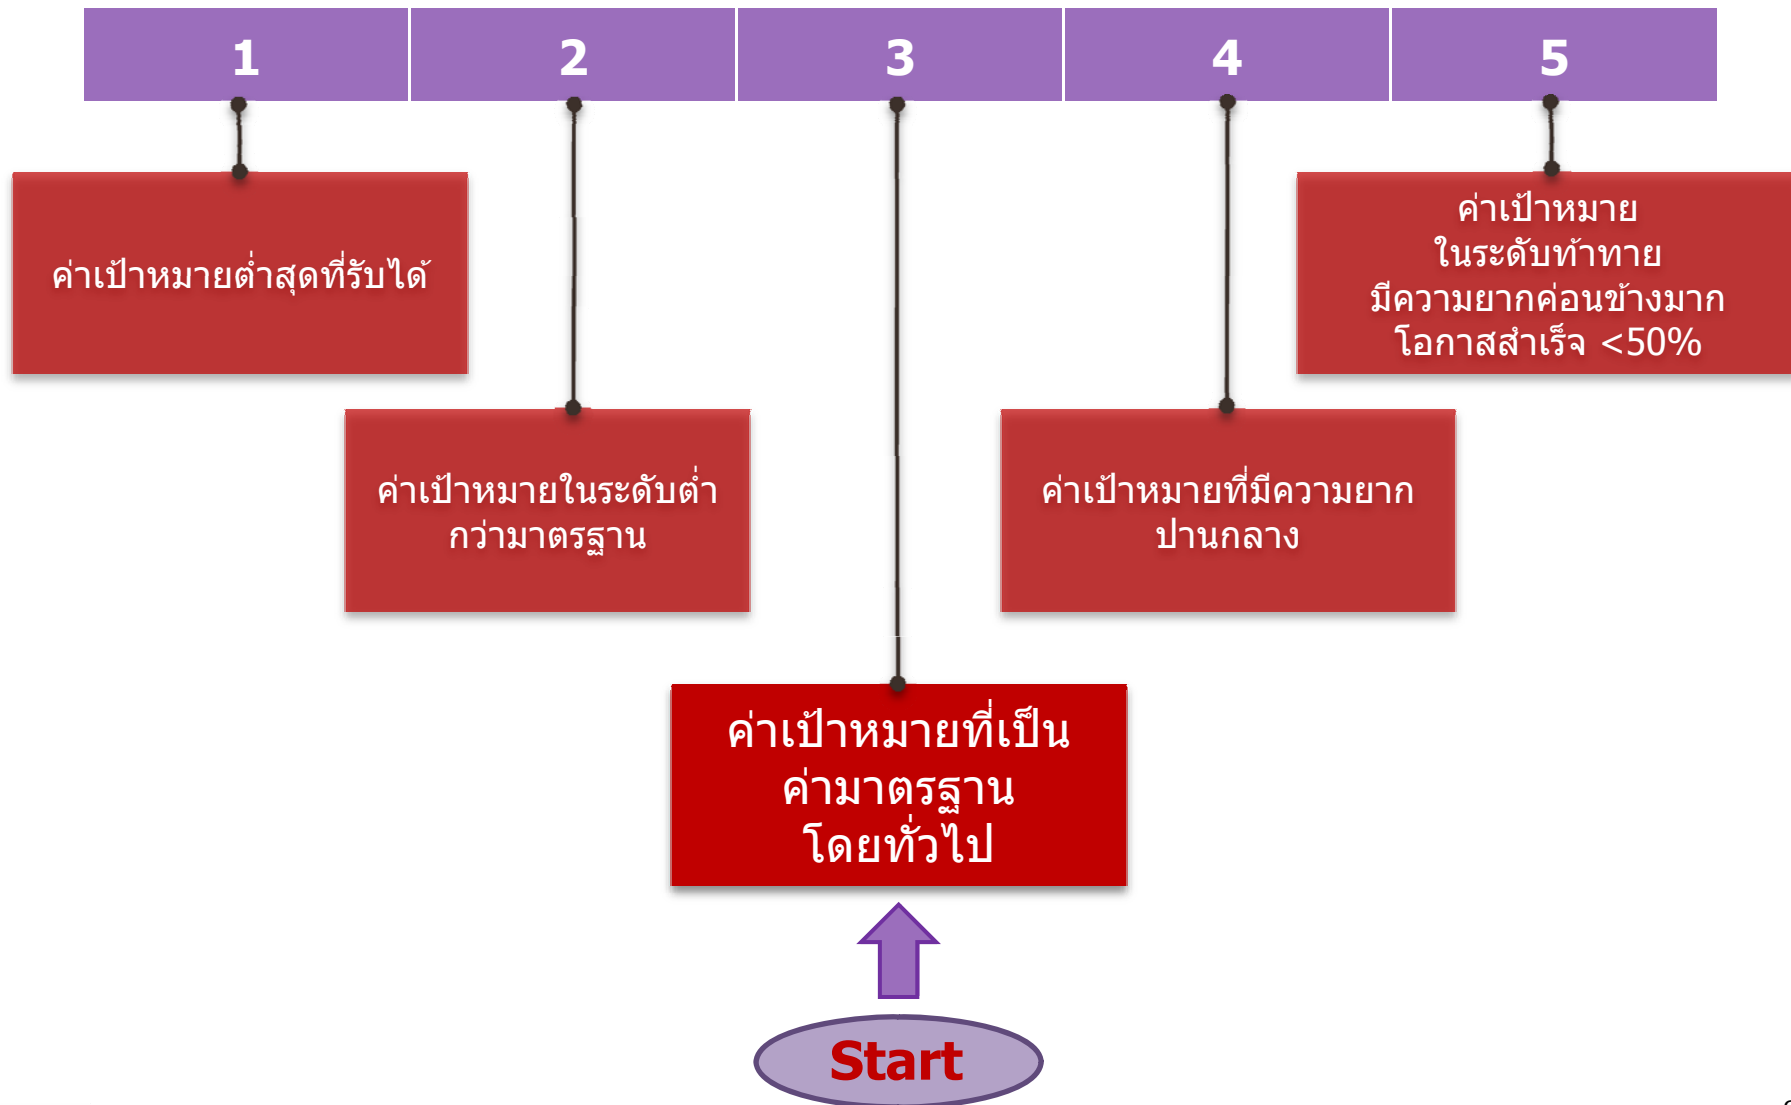 1 2 3 4 5
ค่าเป้าหมายต่ำสุดที่รับได้
ค่าเป้าหมาย
ในระดับท้าทาย
มีความยากค่อนข้างมาก
โอกาสสำเร็จ <50%
ค่าเป้าหมายในระดับต่ำ
กว่ามาตรฐาน
ค่าเป้าหมายที่มีความยาก
ปานกลาง
ค่าเป้าหมายที่เป็น
ค่ามาตรฐาน
โดยทั่วไป
Start